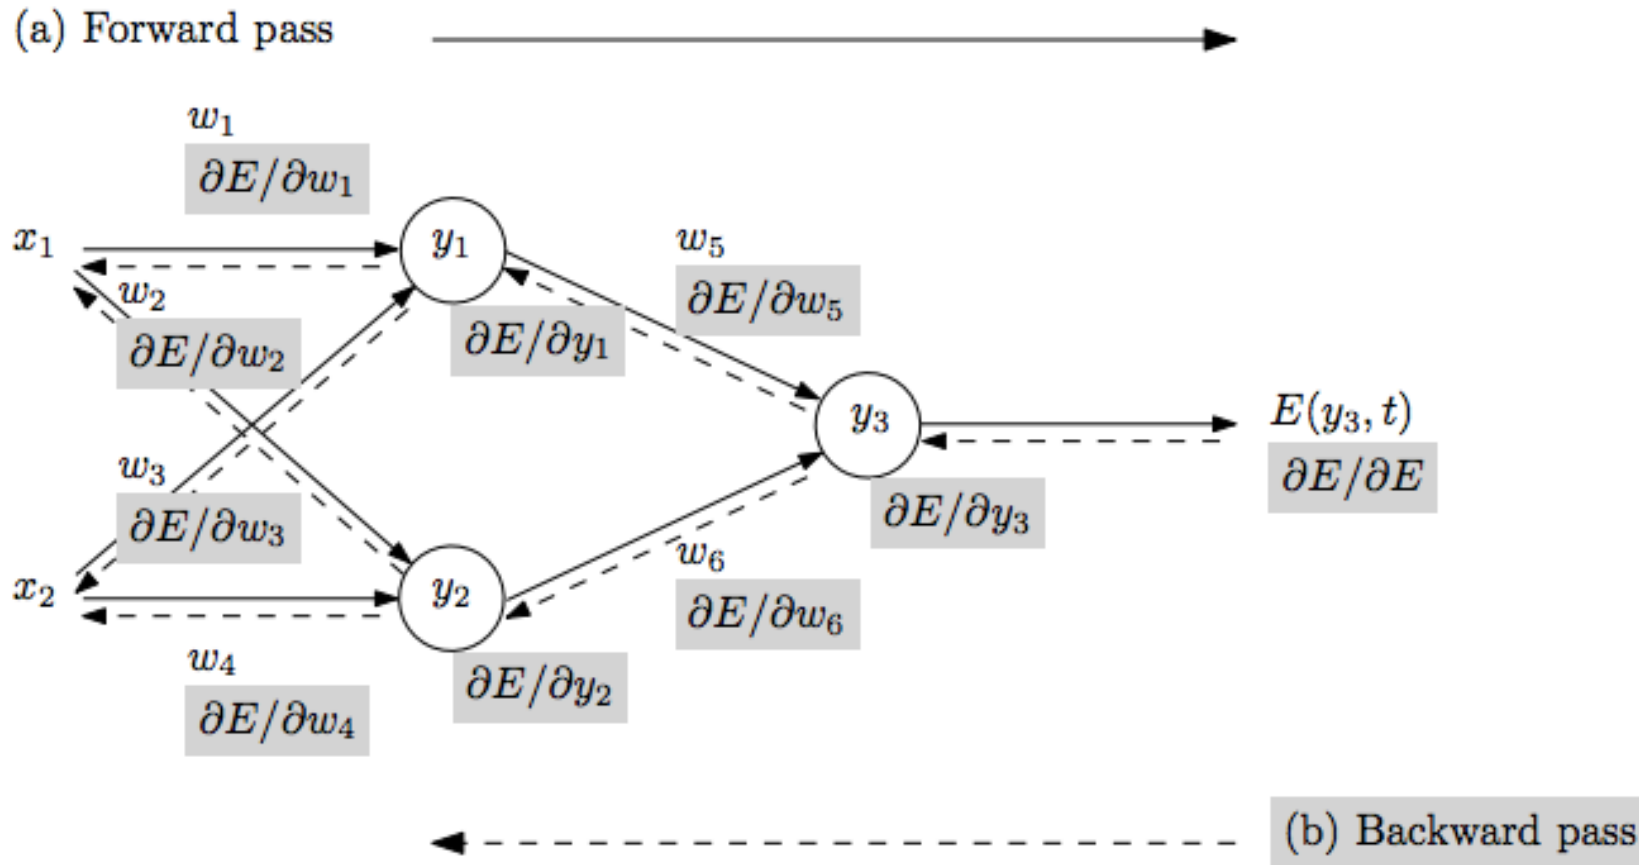 (a) Forward pass
w₁
∂E/∂w₁
x₁
y₁
w₅
∂E/∂w₅
w₂
∂E/∂w₂
∂E/∂y₁
y₃
E(y₃, t)
∂E/∂E
w₃
∂E/∂w₃
∂E/∂y₃
x₂
y₂
w₆
∂E/∂w₆
w₄
∂E/∂w₄
∂E/∂y₂
(b) Backward pass